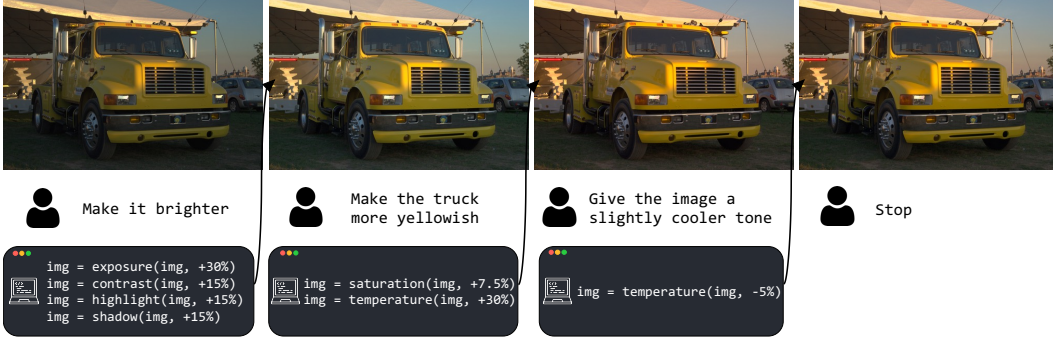 Make it brighter
Make the truck
more yellowish
Give the image a
slightly cooler tone
Stop
img = exposure(img, +30%)
img = contrast(img, +15%)
img = highlight(img, +15%)
img = shadow(img, +15%)
img = saturation(img, +7.5%)
img = temperature(img, +30%)
img = temperature(img, -5%)